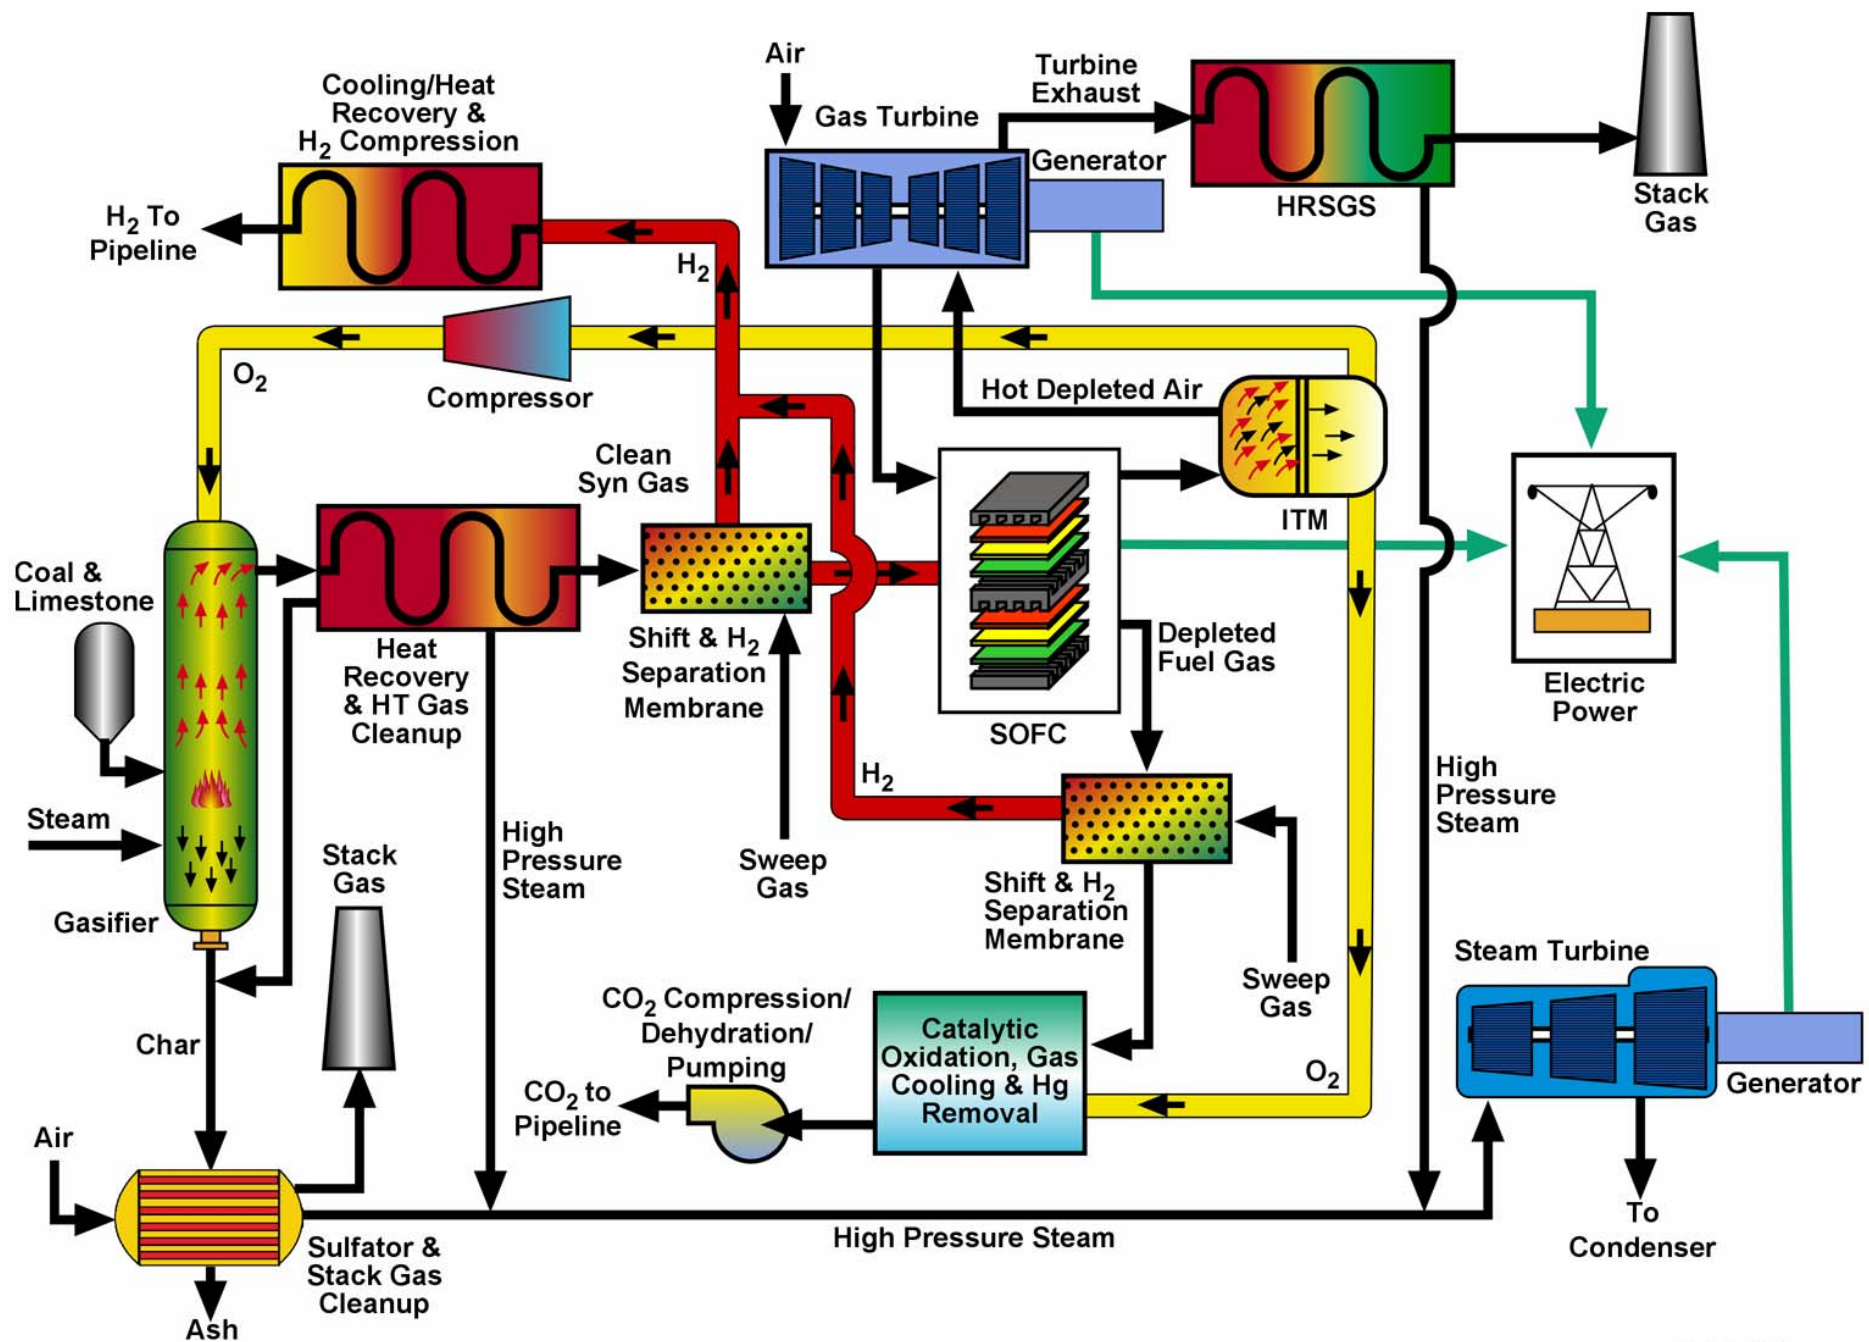 Air
Gas Turbine
Turbine
Exhaust
Generator
HRSGS
Stack
Gas
Cooling/Heat
Recovery &
H2 Compression
H2 To
Pipeline
H2
O2
Compressor
Hot Depleted Air
ITM
Clean
Syn Gas
Coal &
Limestone
Heat
Recovery
& HT Gas
Cleanup
Shift & H2
Separation
Membrane
SOFC
Depleted
Fuel Gas
Electric
Power
Steam
Gasifier
Stack
Gas
High
Pressure
Steam
Sweep
Gas
H2
Shift & H2
Separation
Membrane
Sweep
Gas
High
Pressure
Steam
Steam Turbine
Generator
To
Condenser
Char
CO2 Compression/
Dehydration/
Pumping
CO2 to
Pipeline
Catalytic
Oxidation, Gas
Cooling & Hg
Removal
O2
Air
Sulfator &
Stack Gas
Cleanup
High Pressure Steam
Ash